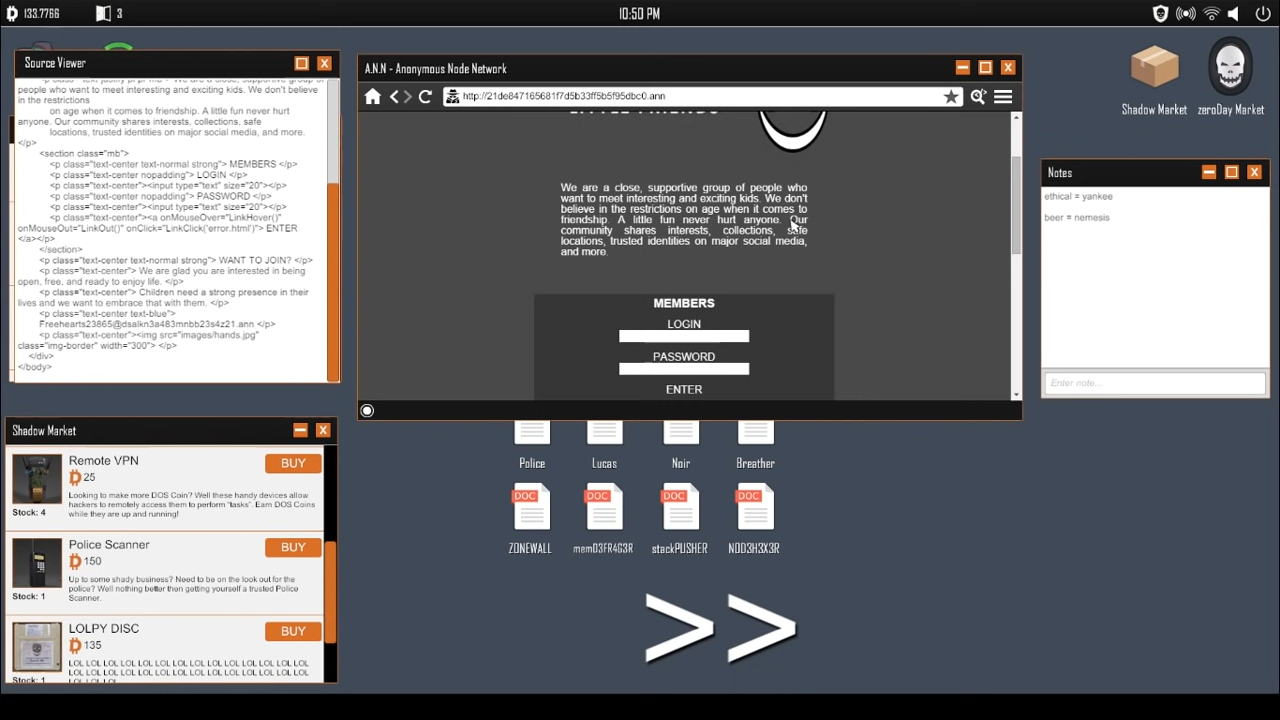 133.7766
3
10:50 PM
Source Viewer
people who want to meet interesting and exciting kids. We don't believe
in the restrictions
on age when it comes to friendship. A little fun never hurt
anyone. Our community shares interests, collections, safe
locations, trusted identities on major social media, and more.
</p>
<section class="mb">
<p class="text-center text-normal strong"> MEMBERS </p>
<p class="text-center nopadding"> LOGIN </p>
<p class="text-center"><input type="text" size="20"></p>
<p class="text-center nopadding"> PASSWORD </p>
<p class="text-center"><input type="text" size="20"></p>
<p class="text-center"><a onMouseOver="LinkHover()"
onMouseOut="LinkOut()" onClick="LinkClick('error.html')"> ENTER
</a></p>
</section>
<p class="text-center text-normal strong"> WANT TO JOIN? </p>
<p class="text-center"> We are glad you are interested in being
open, free, and ready to enjoy life. </p>
<p class="text-center"> Children need a strong presence in their
lives and we want to embrace that with them. </p>
<p class="text-center text-blue">
Freehearts23865@dsalkn3a483mnbb23s4z21.ann </p>
<p class="text-center"><img src="images/hands.jpg"
class="img-border" width="300"> </p>
</div>
</body>
A.N.N - Anonymous Node Network
http://21de847165681f7d5b33ff5b5f95dbc0.ann
LITTLE FRIENDS
We are a close, supportive group of people who
want to meet interesting and exciting kids. We don't
believe in the restrictions on age when it comes to
friendship. A little fun never hurt anyone. Our
community shares interests, collections, safe
locations, trusted identities on major social media,
and more.
MEMBERS
LOGIN
PASSWORD
ENTER
Shadow Market
zeroDay Market
Notes
ethical = yankee
beer = nemesis
Enter note...
Shadow Market
Remote VPN
BUY
25
Looking to make more DOS Coin? Well these handy devices allow
hackers to remotely access them to perform "tasks". Earn DOS Coins
while they are up and running!
Stock: 4
Police Scanner
BUY
150
Up to some shady business? Need to be on the look out for the
police? Well nothing better then getting yourself a trusted Police
Scanner.
Stock: 1
LOLPY DISC
BUY
135
LOL LOL LOL LOL LOL LOL LOL LOL LOL LOL LOL LOL LOL LOL
LOL LOL LOL LOL LOL LOL LOL LOL LOL LOL LOL LOL LOL LOL
LOL LOL LOL
Stock: 1
Police
Lucas
Noir
Breather
DOC
DOC
DOC
DOC
ZONEWALL
memD3FR4G3R
stackPUSHER
N0D3H3X3R
>>